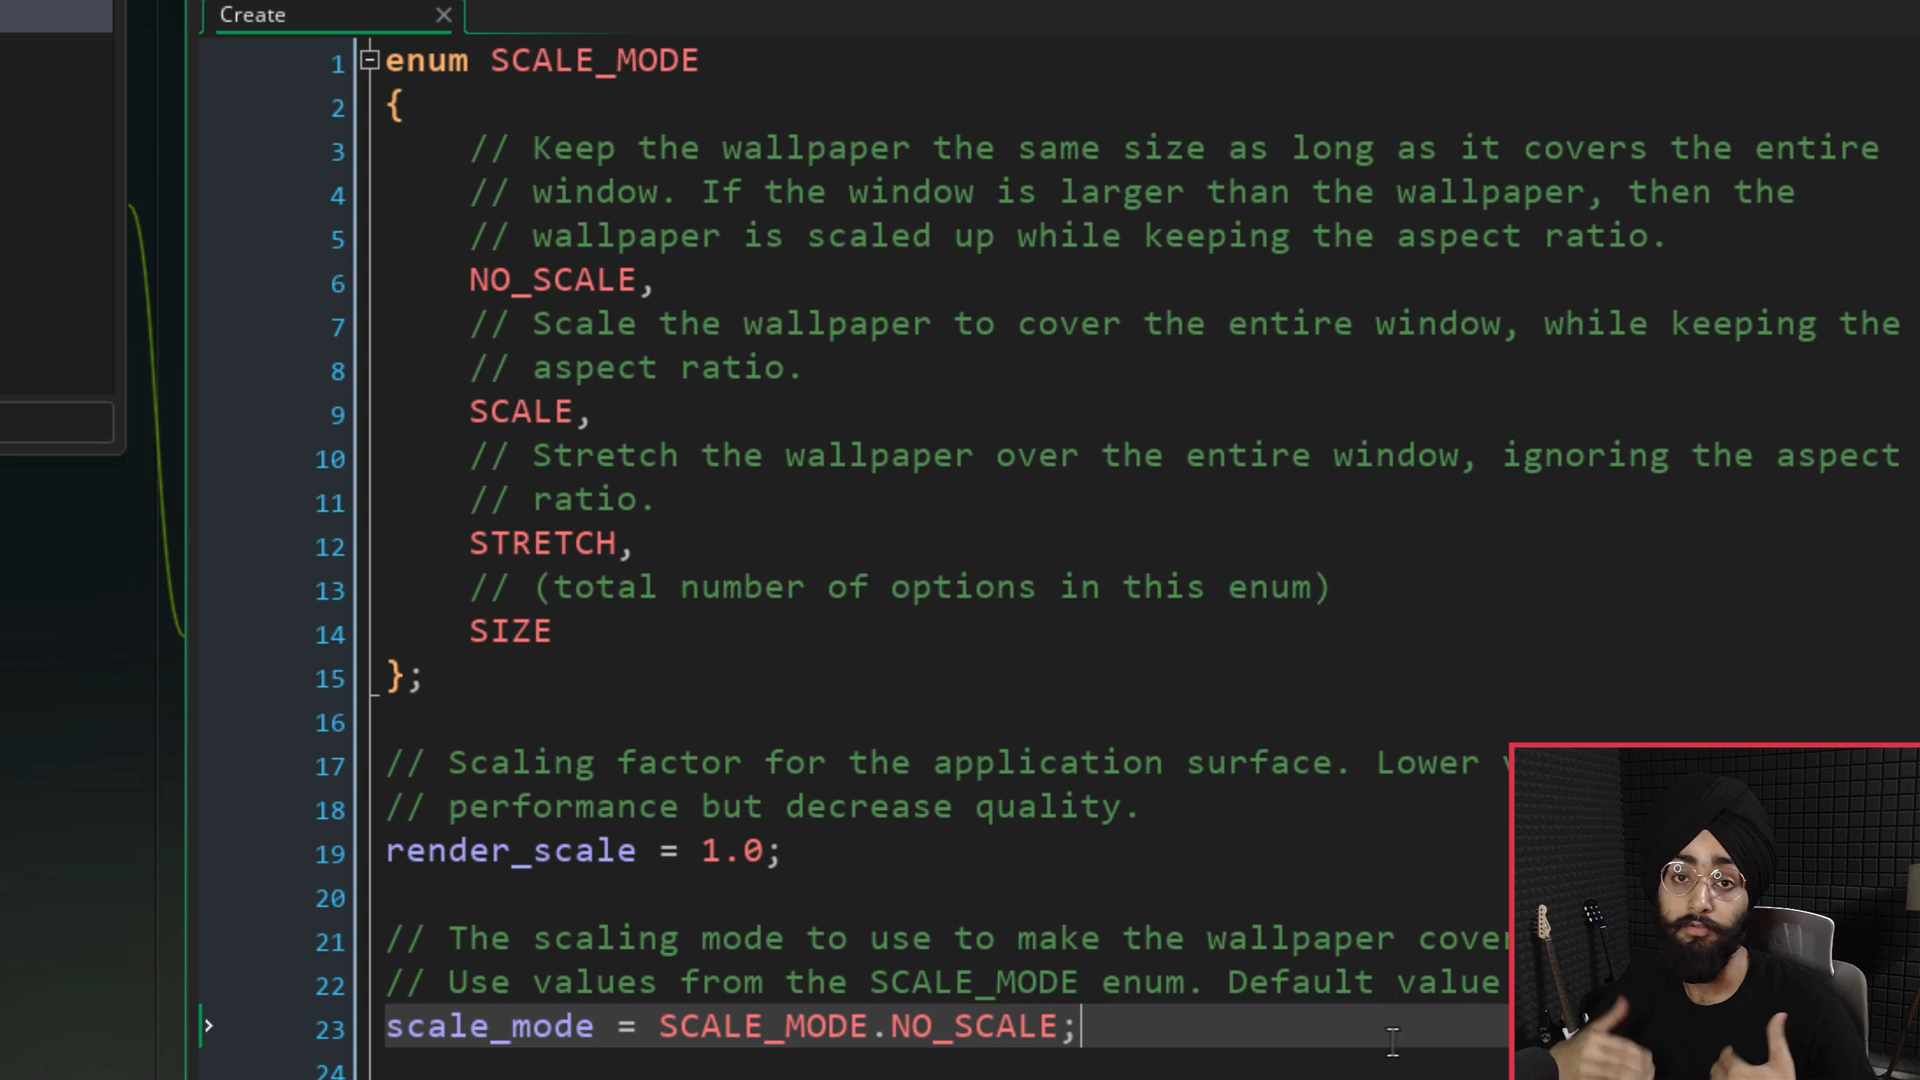 Create
1 enum SCALE_MODE
2 {
3 // Keep the wallpaper the same size as long as it covers the entire
4 // window. If the window is larger than the wallpaper, then the
5 // wallpaper is scaled up while keeping the aspect ratio.
6 NO_SCALE,
7 // Scale the wallpaper to cover the entire window, while keeping the
8 // aspect ratio.
9 SCALE,
10 // Stretch the wallpaper over the entire window, ignoring the aspect
11 // ratio.
12 STRETCH,
13 // (total number of options in this enum)
14 SIZE
15 };
16
17 // Scaling factor for the application surface. Lower
18 // performance but decrease quality.
19 render_scale = 1.0;
20
21 // The scaling mode to use to make the wallpaper cover
22 // Use values from the SCALE_MODE enum. Default value
23 scale_mode = SCALE_MODE.NO_SCALE;
24